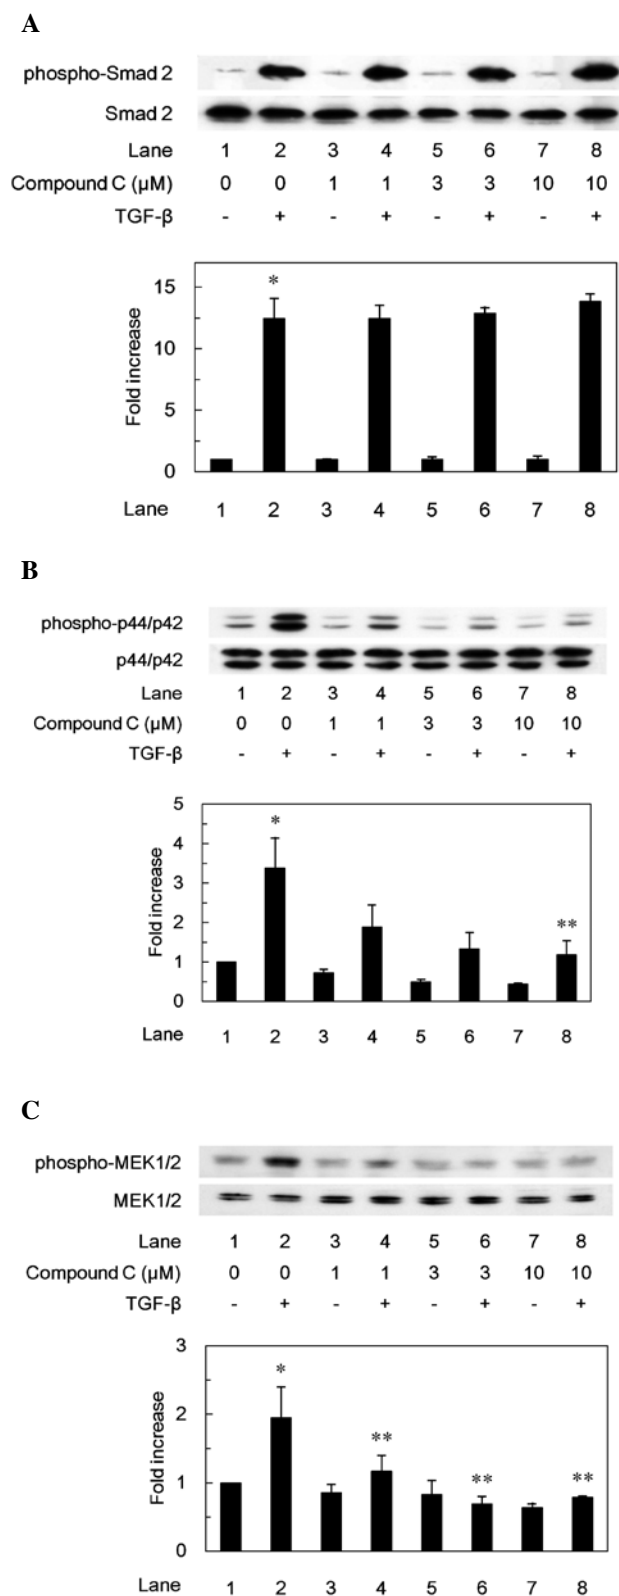 A
phospho-Smad 2
Smad 2
Lane 1 2 3 4 5 6 7 8
Compound C (μM) 0 0 1 1 3 3 10 10
TGF-β - + - + - + - +
15
10
5
0
Fold increase
*
Lane 1 2 3 4 5 6 7 8
B
phospho-p44/p42
p44/p42
Lane 1 2 3 4 5 6 7 8
Compound C (μM) 0 0 1 1 3 3 10 10
TGF-β - + - + - + - +
5
4
3
2
1
0
Fold increase
* **
Lane 1 2 3 4 5 6 7 8
C
phospho-MEK1/2
MEK1/2
Lane 1 2 3 4 5 6 7 8
Compound C (μM) 0 0 1 1 3 3 10 10
TGF-β - + - + - + - +
3
2
1
0
Fold increase
* ** ** **
Lane 1 2 3 4 5 6 7 8